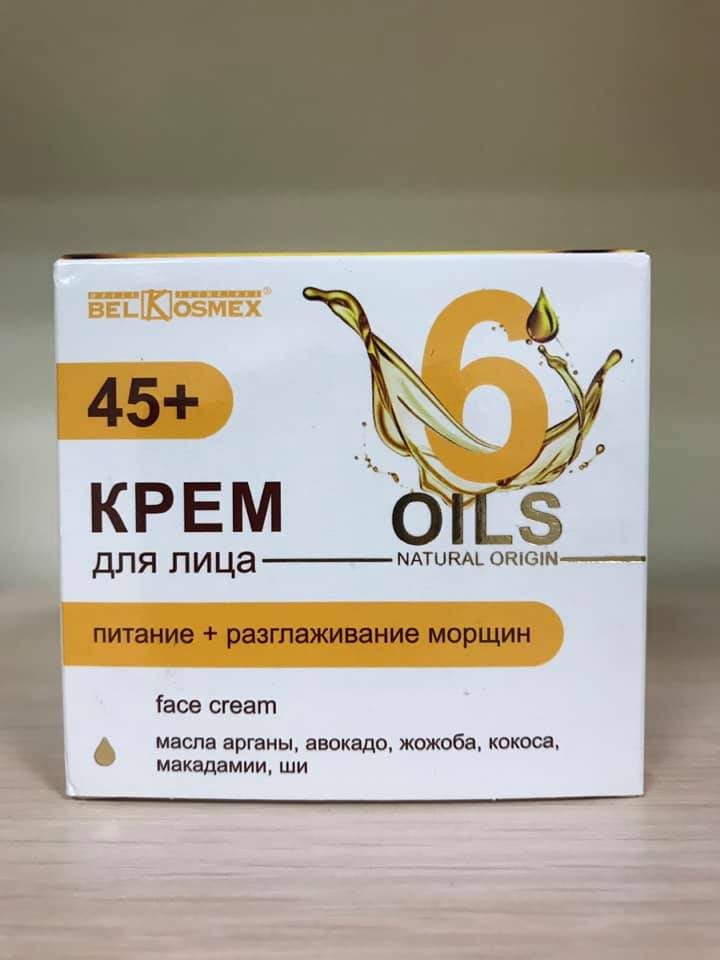 BELKOSMEX®
45+
6
КРЕМ
OILS
для лица
NATURAL ORIGIN
питание + разглаживание морщин
face cream
масла арганы, авокадо, жожоба, кокоса,
макадамии, ши